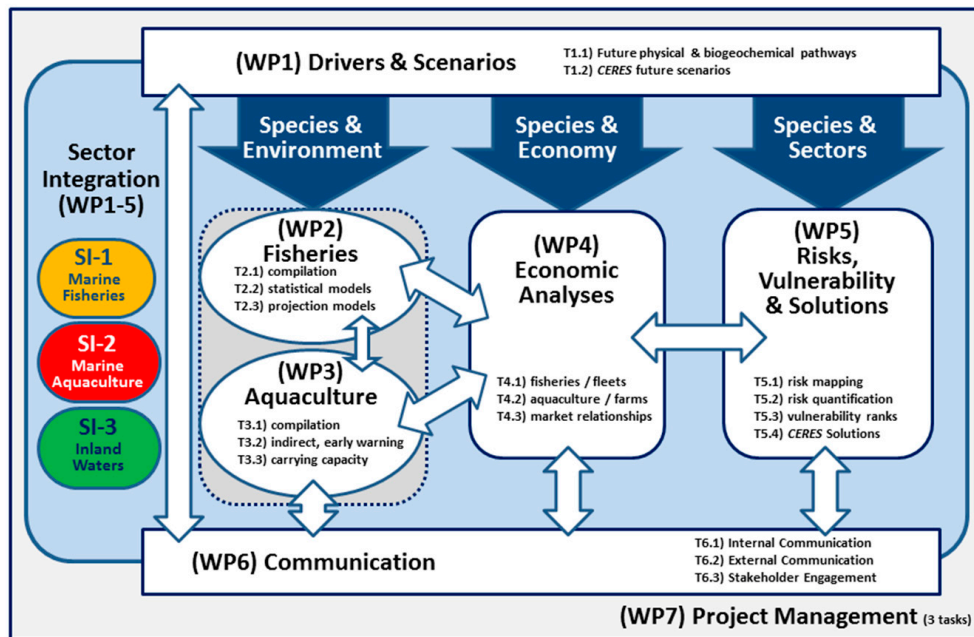 (WP1) Drivers & Scenarios
T1.1) Future physical & biogeochemical pathways
T1.2) CERES future scenarios
Species &
Environment
Species &
Economy
Species &
Sectors
Sector
Integration
(WP1-5)
SI-1
Marine
Fisheries
SI-2
Marine
Aquaculture
SI-3
Inland
Waters
(WP2)
Fisheries
T2.1) compilation
T2.2) statistical models
T2.3) projection models
(WP3)
Aquaculture
T3.1) compilation
T3.2) indirect, early warning
T3.3) carrying capacity
(WP4)
Economic
Analyses
T4.1) fisheries / fleets
T4.2) aquaculture / farms
T4.3) market relationships
(WP5)
Risks,
Vulnerability
& Solutions
T5.1) risk mapping
T5.2) risk quantification
T5.3) vulnerability ranks
T5.4) CERES Solutions
(WP6) Communication
T6.1) Internal Communication
T6.2) External Communication
T6.3) Stakeholder Engagement
(WP7) Project Management (3 tasks)